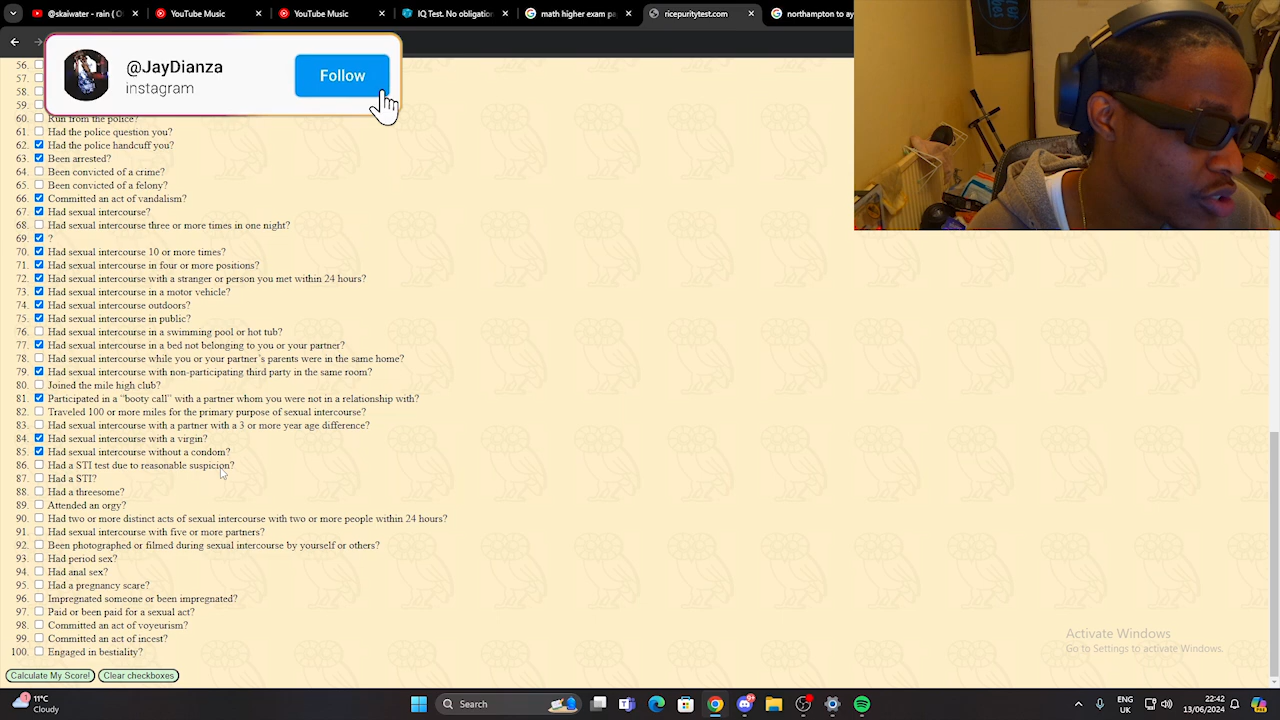 @skaiwater - rain ( O
YouTube Music
YouTube Music
IQ Test. No obligation
math higher exam pa
ricepuritytest.com
northampton to ay
@JayDianza
instagram
Follow
56.
57.
58.
59.
60. Run from the police?
61. Had the police question you?
62. Had the police handcuff you?
63. Been arrested?
64. Been convicted of a crime?
65. Been convicted of a felony?
66. Committed an act of vandalism?
67. Had sexual intercourse?
68. Had sexual intercourse three or more times in one night?
69. ?
70. Had sexual intercourse 10 or more times?
71. Had sexual intercourse in four or more positions?
72. Had sexual intercourse with a stranger or person you met within 24 hours?
73. Had sexual intercourse in a motor vehicle?
74. Had sexual intercourse outdoors?
75. Had sexual intercourse in public?
76. Had sexual intercourse in a swimming pool or hot tub?
77. Had sexual intercourse in a bed not belonging to you or your partner?
78. Had sexual intercourse while you or your partner's parents were in the same home?
79. Had sexual intercourse with non-participating third party in the same room?
80. Joined the mile high club?
81. Participated in a “booty call” with a partner whom you were not in a relationship with?
82. Traveled 100 or more miles for the primary purpose of sexual intercourse?
83. Had sexual intercourse with a partner with a 3 or more year age difference?
84. Had sexual intercourse with a virgin?
85. Had sexual intercourse without a condom?
86. Had a STI test due to reasonable suspicion?
87. Had a STI?
88. Had a threesome?
89. Attended an orgy?
90. Had two or more distinct acts of sexual intercourse with two or more people within 24 hours?
91. Had sexual intercourse with five or more partners?
92. Been photographed or filmed during sexual intercourse by yourself or others?
93. Had period sex?
94. Had anal sex?
95. Had a pregnancy scare?
96. Impregnated someone or been impregnated?
97. Paid or been paid for a sexual act?
98. Committed an act of voyeurism?
99. Committed an act of incest?
100. Engaged in bestiality?
Calculate My Score! Clear checkboxes
Activate Windows
Go to Settings to activate Windows.
11°C
Cloudy
Search
ENG
UK
22:42
13/06/2024